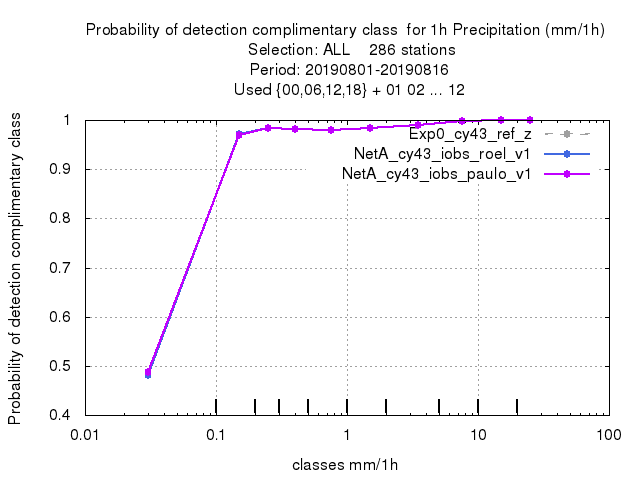 Probability of detection complimentary class  for 1h Precipitation (mm/1h)
Selection: ALL    286 stations
Period: 20190801-20190816
Used {00,06,12,18} + 01 02 ... 12
Probability of detection complimentary class
1
0.9
0.8
0.7
0.6
0.5
0.4
Exp0_cy43_ref_z
NetA_cy43_iobs_roel_v1
NetA_cy43_iobs_paulo_v1
0.01 0.1 1 10 100
classes mm/1h